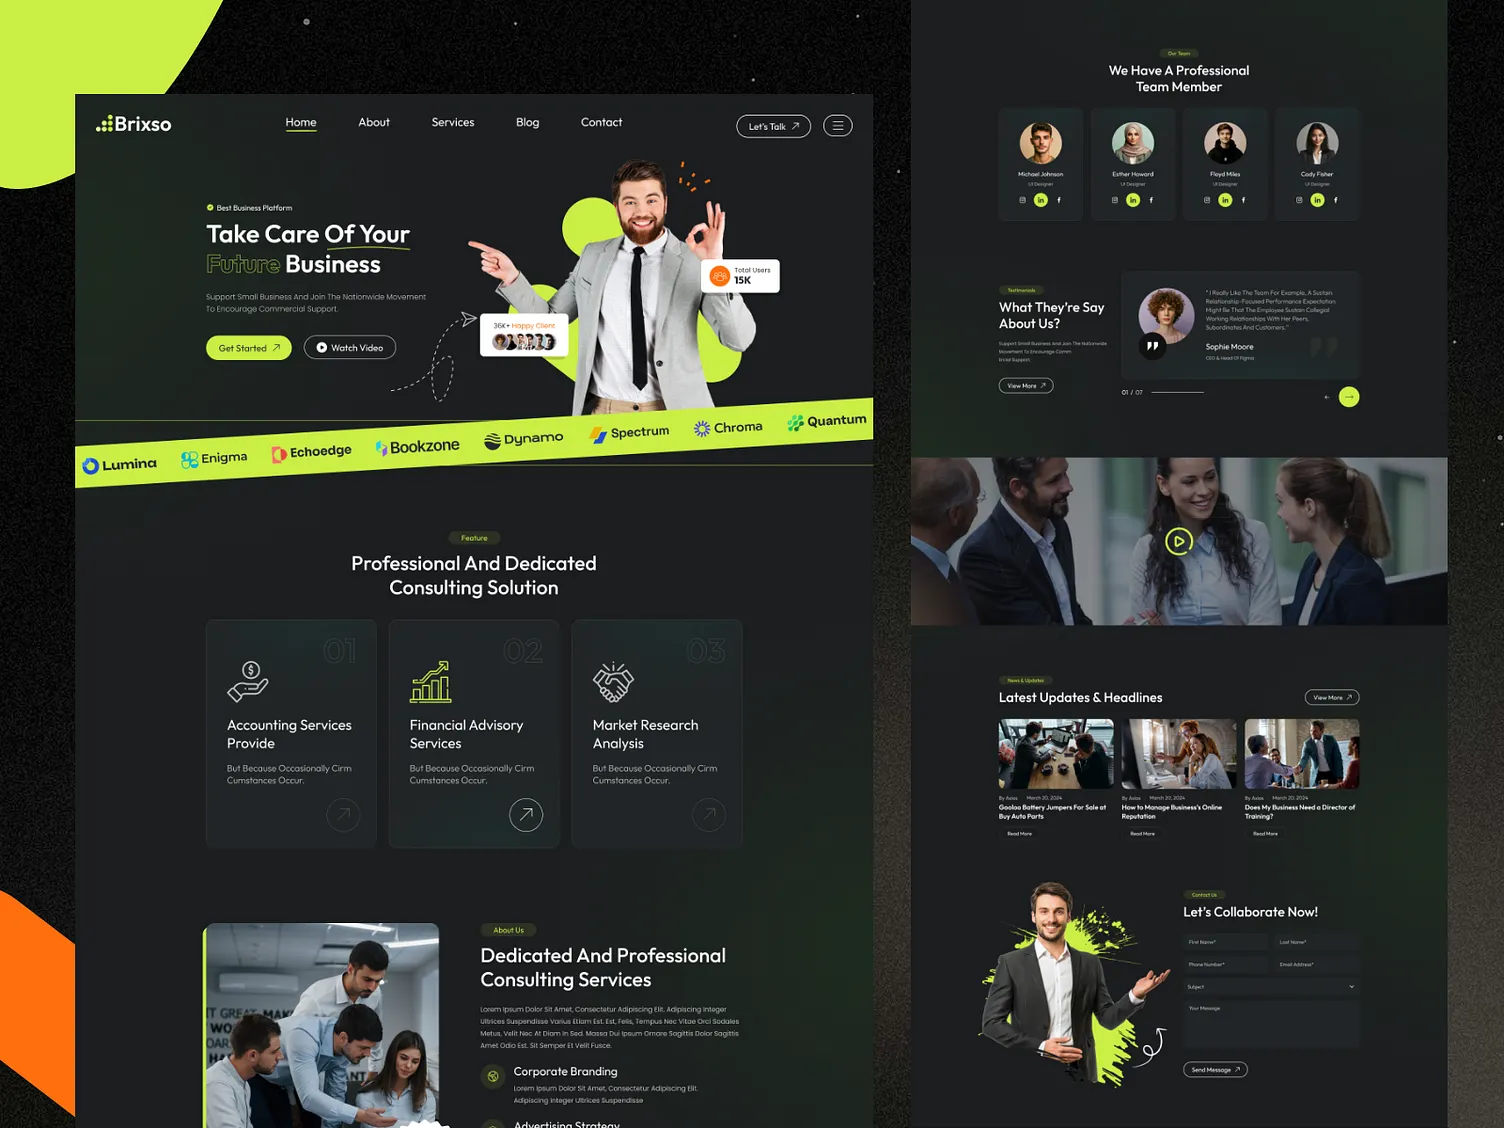 Brixso
Home
About
Services
Blog
Contact
Let's Talk
Best Business Platform
Take Care Of Your
Future Business
Support Small Business And Join The Nationwide Movement
To Encourage Commercial Support.
Get Started
Watch Video
Total Users
15K
36K+ Happy Client
Lumina
Enigma
Echoedge
Bookzone
Dynamo
Spectrum
Chroma
Quantum
Feature
Professional And Dedicated
Consulting Solution
01
Accounting Services
Provide
But Because Occasionally Cirm
Cumstances Occur.
02
Financial Advisory
Services
But Because Occasionally Cirm
Cumstances Occur.
03
Market Research
Analysis
But Because Occasionally Cirm
Cumstances Occur.
About Us
Dedicated And Professional
Consulting Services
Lorem Ipsum Dolor Sit Amet, Consectetur Adipiscing Elit. Adipiscing Integer
Ultrices Suspendisse Varius Etiam Est. Est, Felis, Tempus Nec Vitae Orci Sodales
Metus, Velit Nec At Diam In Sed. Massa Dui Ipsum Ornare Sagittis Dolor Sagittis
Amet Odio Est. Sit Semper Et Velit Fusce.
Corporate Branding
Lorem Ipsum Dolor Sit Amet, Consectetur Adipiscing Elit.
Adipiscing Integer Ultrices Suspendisse
Advertising Strategy
Our Team
We Have A Professional
Team Member
Michael Johnson
UI Designer
Esther Howard
UI Designer
Floyd Miles
UI Designer
Cody Fisher
UI Designer
Testimonials
What They're Say
About Us?
Support Small Business And Join The Nationwide
Movement To Encourage Comm
Ercial Support.
View More
" I Really Like The Team For Example, A Sustain
Relationship-Focused Performance Expectation
Might Be That The Employee Sustain Collegial
Working Relationships With Her Peers,
Subordinates And Customers."
Sophie Moore
CEO & Head Of Figma
01 / 07
News & Updates
Latest Updates & Headlines
View More
By Axios
March 20, 2024
Gooloo Battery Jumpers For Sale at
Buy Auto Parts
Read More
By Axios
March 20, 2024
How to Manage Business's Online
Reputation
Read More
By Axios
March 20, 2024
Does My Business Need a Director of
Training?
Read More
Contact Us
Let's Collaborate Now!
First Name*
Last Name*
Phone Number*
Email Address*
Subject
Your Message
Send Message